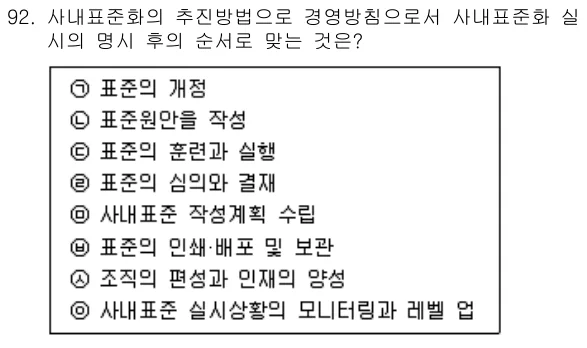 92. 사내표준화의 추진방법으로 경영방침으로서 사내표준화 실
시의 명시 후의 순서로 맞는 것은?
㉠ 표준의 개정
㉡ 표준원안을 작성
㉢ 표준의 훈련과 실행
㉣ 표준의 심의와 결재
㉤ 사내표준 작성계획 수립
㉥ 표준의 인쇄·배포 및 보관
㉦ 조직의 편성과 인재의 양성
㉧ 사내표준 실시상황의 모니터링과 레벨 업